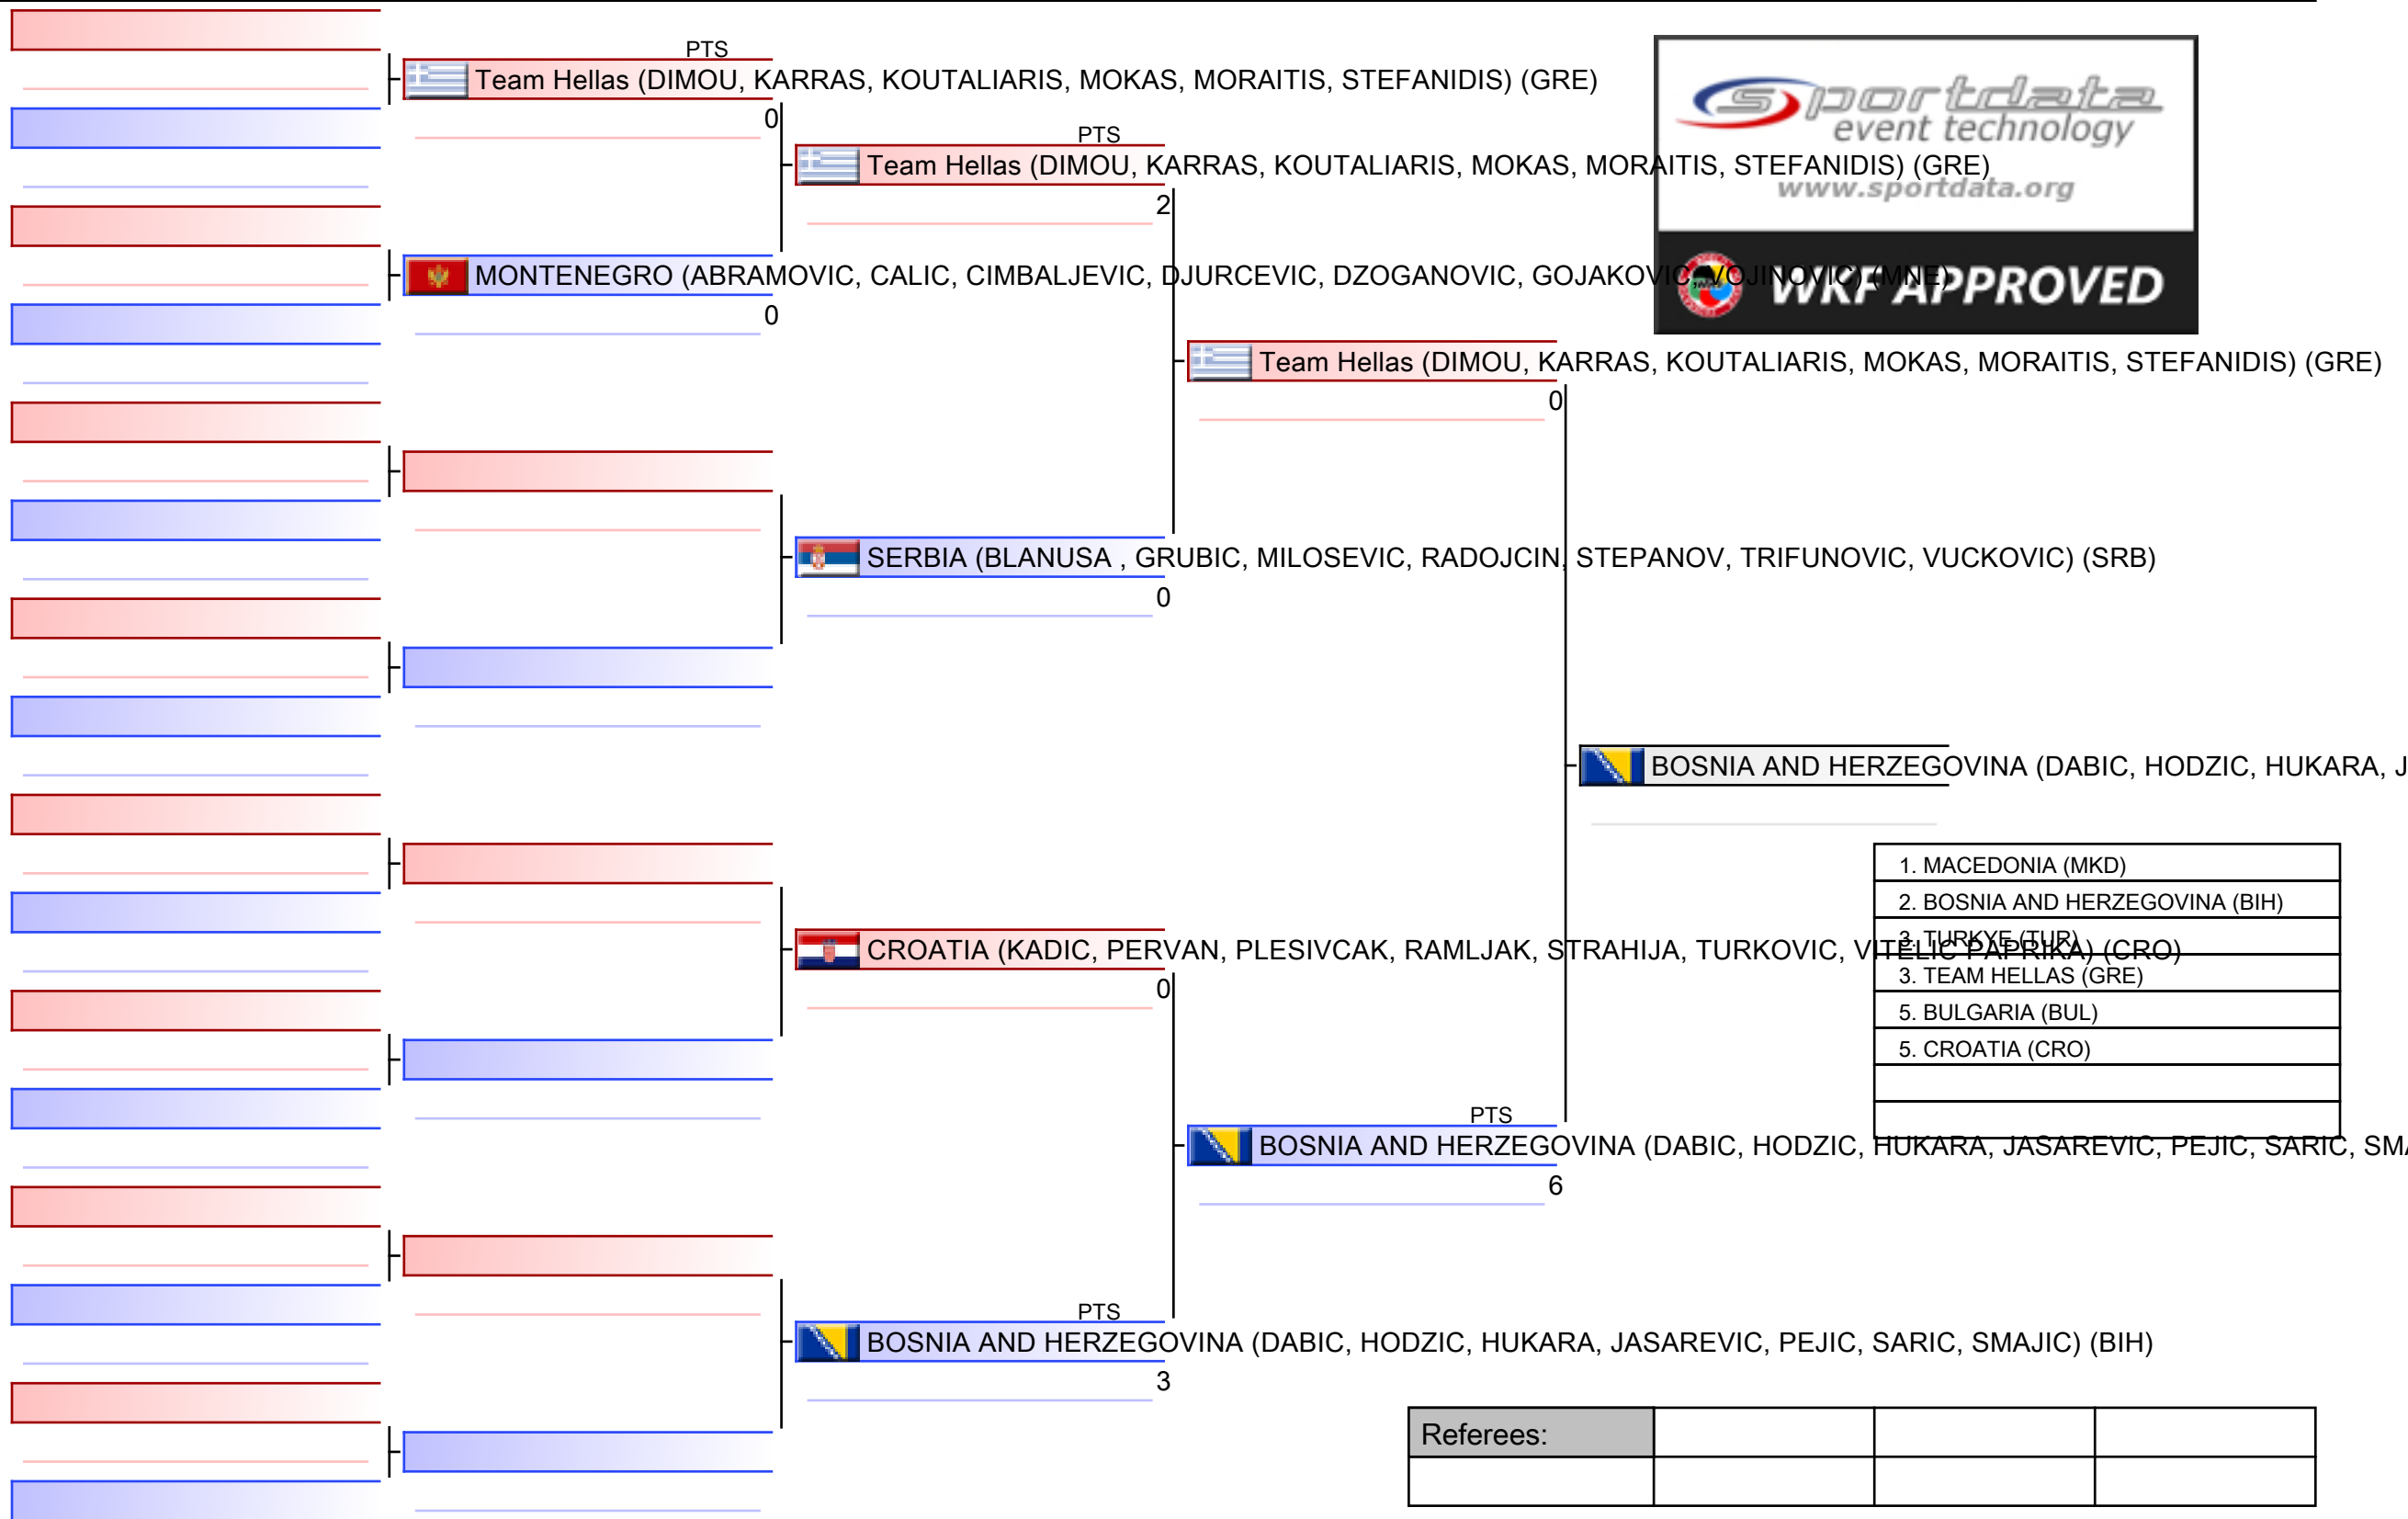 PTS
Team Hellas (DIMOU, KARRAS, KOUTALIARIS, MOKAS, MORAITIS, STEFANIDIS) (GRE)
0
sportdata
event technology
www.sportdata.org
PTS
Team Hellas (DIMOU, KARRAS, KOUTALIARIS, MOKAS, MORAITIS, STEFANIDIS) (GRE)
2
MONTENEGRO (ABRAMOVIC, CALIC, CIMBALJEVIC, DJURCEVIC, DZOGANOVIC, GOJAKOVIC, VOJINOVIC) (MNE)
0
WKF APPROVED
Team Hellas (DIMOU, KARRAS, KOUTALIARIS, MOKAS, MORAITIS, STEFANIDIS) (GRE)
0
SERBIA (BLANUSA , GRUBIC, MILOSEVIC, RADOJCIN, STEPANOV, TRIFUNOVIC, VUCKOVIC) (SRB)
0
BOSNIA AND HERZEGOVINA (DABIC, HODZIC, HUKARA, J
1. MACEDONIA (MKD)
2. BOSNIA AND HERZEGOVINA (BIH)
3. TURKYE (TUR)
3. TEAM HELLAS (GRE)
5. BULGARIA (BUL)
5. CROATIA (CRO)
CROATIA (KADIC, PERVAN, PLESIVCAK, RAMLJAK, STRAHIJA, TURKOVIC, VITELIC PAPRIKA) (CRO)
0
PTS
BOSNIA AND HERZEGOVINA (DABIC, HODZIC, HUKARA, JASAREVIC, PEJIC, SARIC, SMA
6
PTS
BOSNIA AND HERZEGOVINA (DABIC, HODZIC, HUKARA, JASAREVIC, PEJIC, SARIC, SMAJIC) (BIH)
3
Referees: